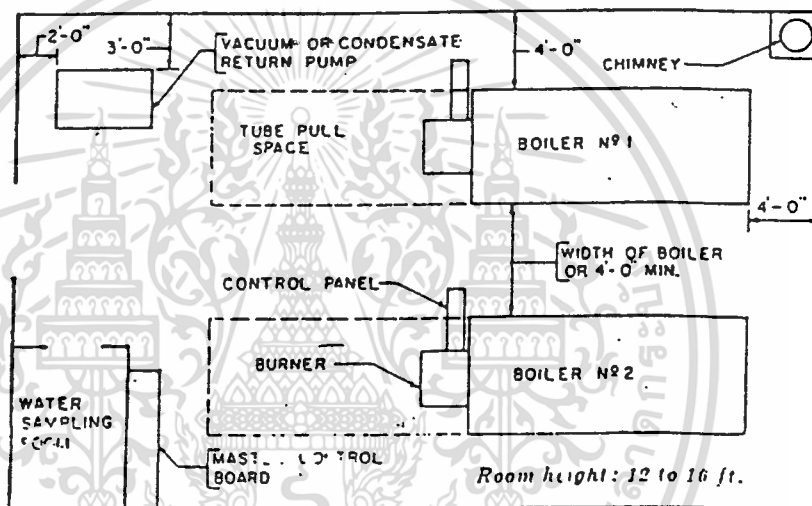 2'-0"
3'-0"
VACUUM OR CONDENSATE
RETURN PUMP
4'-0"
CHIMNEY
TUBE PULL
SPACE
BOILER Nº1
4'-0"
WIDTH OF BOILER
OR 4'-0" MIN.
CONTROL PANEL
BURNER
BOILER Nº2
WATER
SAMPLING
BOARD
Room height: 12 to 16 ft.